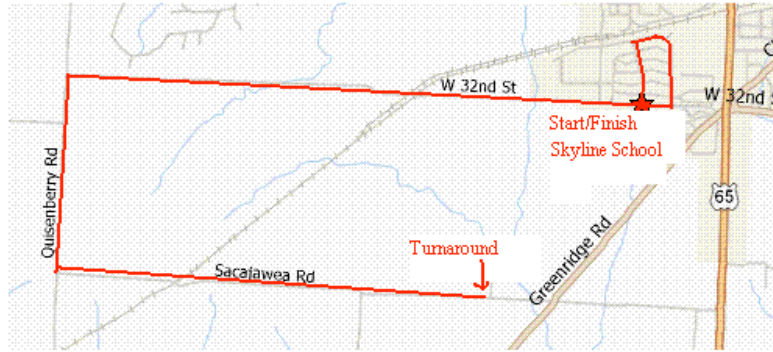 W 32nd St
W 32nd S
Start/Finish
Skyline School
65
Quisenberry Rd
Turnaround
Greenridge Rd
Sacajawea Rd